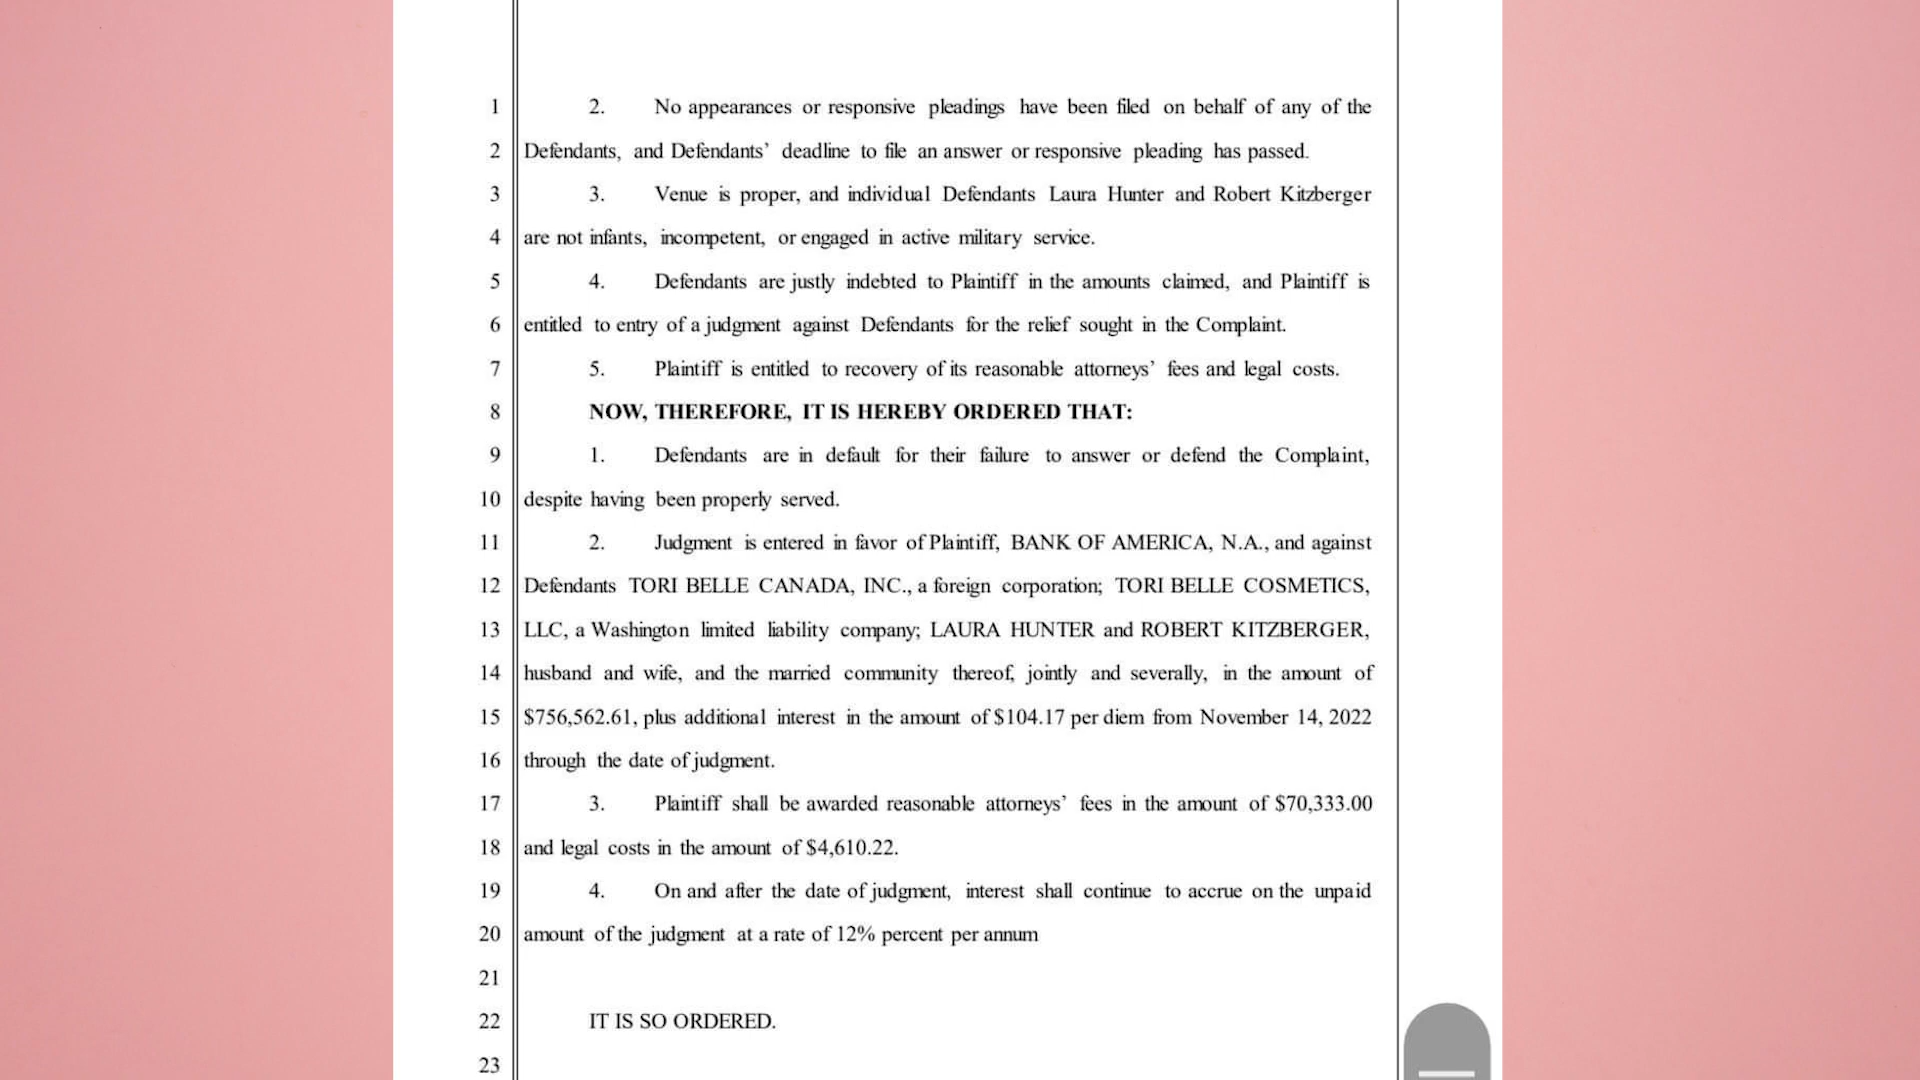 1 2. No appearances or responsive pleadings have been filed on behalf of any of the
2 Defendants, and Defendants’ deadline to file an answer or responsive pleading has passed.
3 3. Venue is proper, and individual Defendants Laura Hunter and Robert Kitzberger
4 are not infants, incompetent, or engaged in active military service.
5 4. Defendants are justly indebted to Plaintiff in the amounts claimed, and Plaintiff is
6 entitled to entry of a judgment against Defendants for the relief sought in the Complaint.
7 5. Plaintiff is entitled to recovery of its reasonable attorneys’ fees and legal costs.
8 NOW, THEREFORE, IT IS HEREBY ORDERED THAT:
9 1. Defendants are in default for their failure to answer or defend the Complaint,
10 despite having been properly served.
11 2. Judgment is entered in favor of Plaintiff, BANK OF AMERICA, N.A., and against
12 Defendants TORI BELLE CANADA, INC., a foreign corporation; TORI BELLE COSMETICS,
13 LLC, a Washington limited liability company; LAURA HUNTER and ROBERT KITZBERGER,
14 husband and wife, and the married community thereof, jointly and severally, in the amount of
15 $756,562.61, plus additional interest in the amount of $104.17 per diem from November 14, 2022
16 through the date of judgment.
17 3. Plaintiff shall be awarded reasonable attorneys’ fees in the amount of $70,333.00
18 and legal costs in the amount of $4,610.22.
19 4. On and after the date of judgment, interest shall continue to accrue on the unpaid
20 amount of the judgment at a rate of 12% percent per annum
21
22 IT IS SO ORDERED.
23